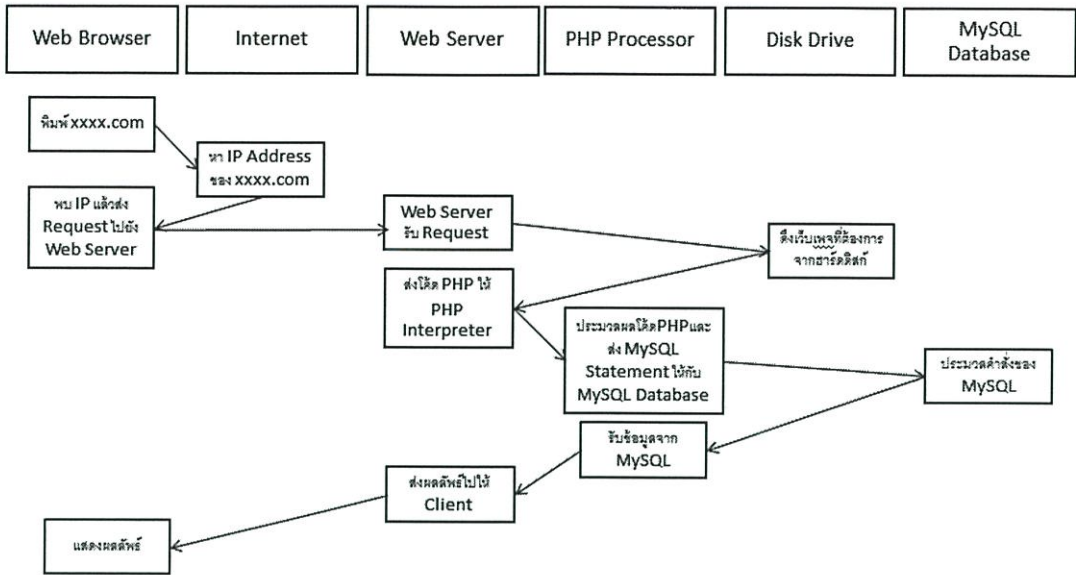 Web Browser
Internet
Web Server
PHP Processor
Disk Drive
MySQL
Database
พิมพ์ xxxx.com
หา IP Address
ของ xxxx.com
พบ IP แล้วส่ง
Request ไปยัง
Web Server
Web Server
รับ Request
ดึงเว็บเพจที่ต้องการ
จากฮาร์ดดิสก์
ส่งโค้ด PHP ให้
PHP
Interpreter
ประมวลผลโค้ดPHPและ
ส่ง MySQL
Statement ให้กับ
MySQL Database
ประมวลคำสั่งของ
MySQL
รับข้อมูลจาก
MySQL
ส่งผลลัพธ์ไปให้
Client
แสดงผลลัพธ์